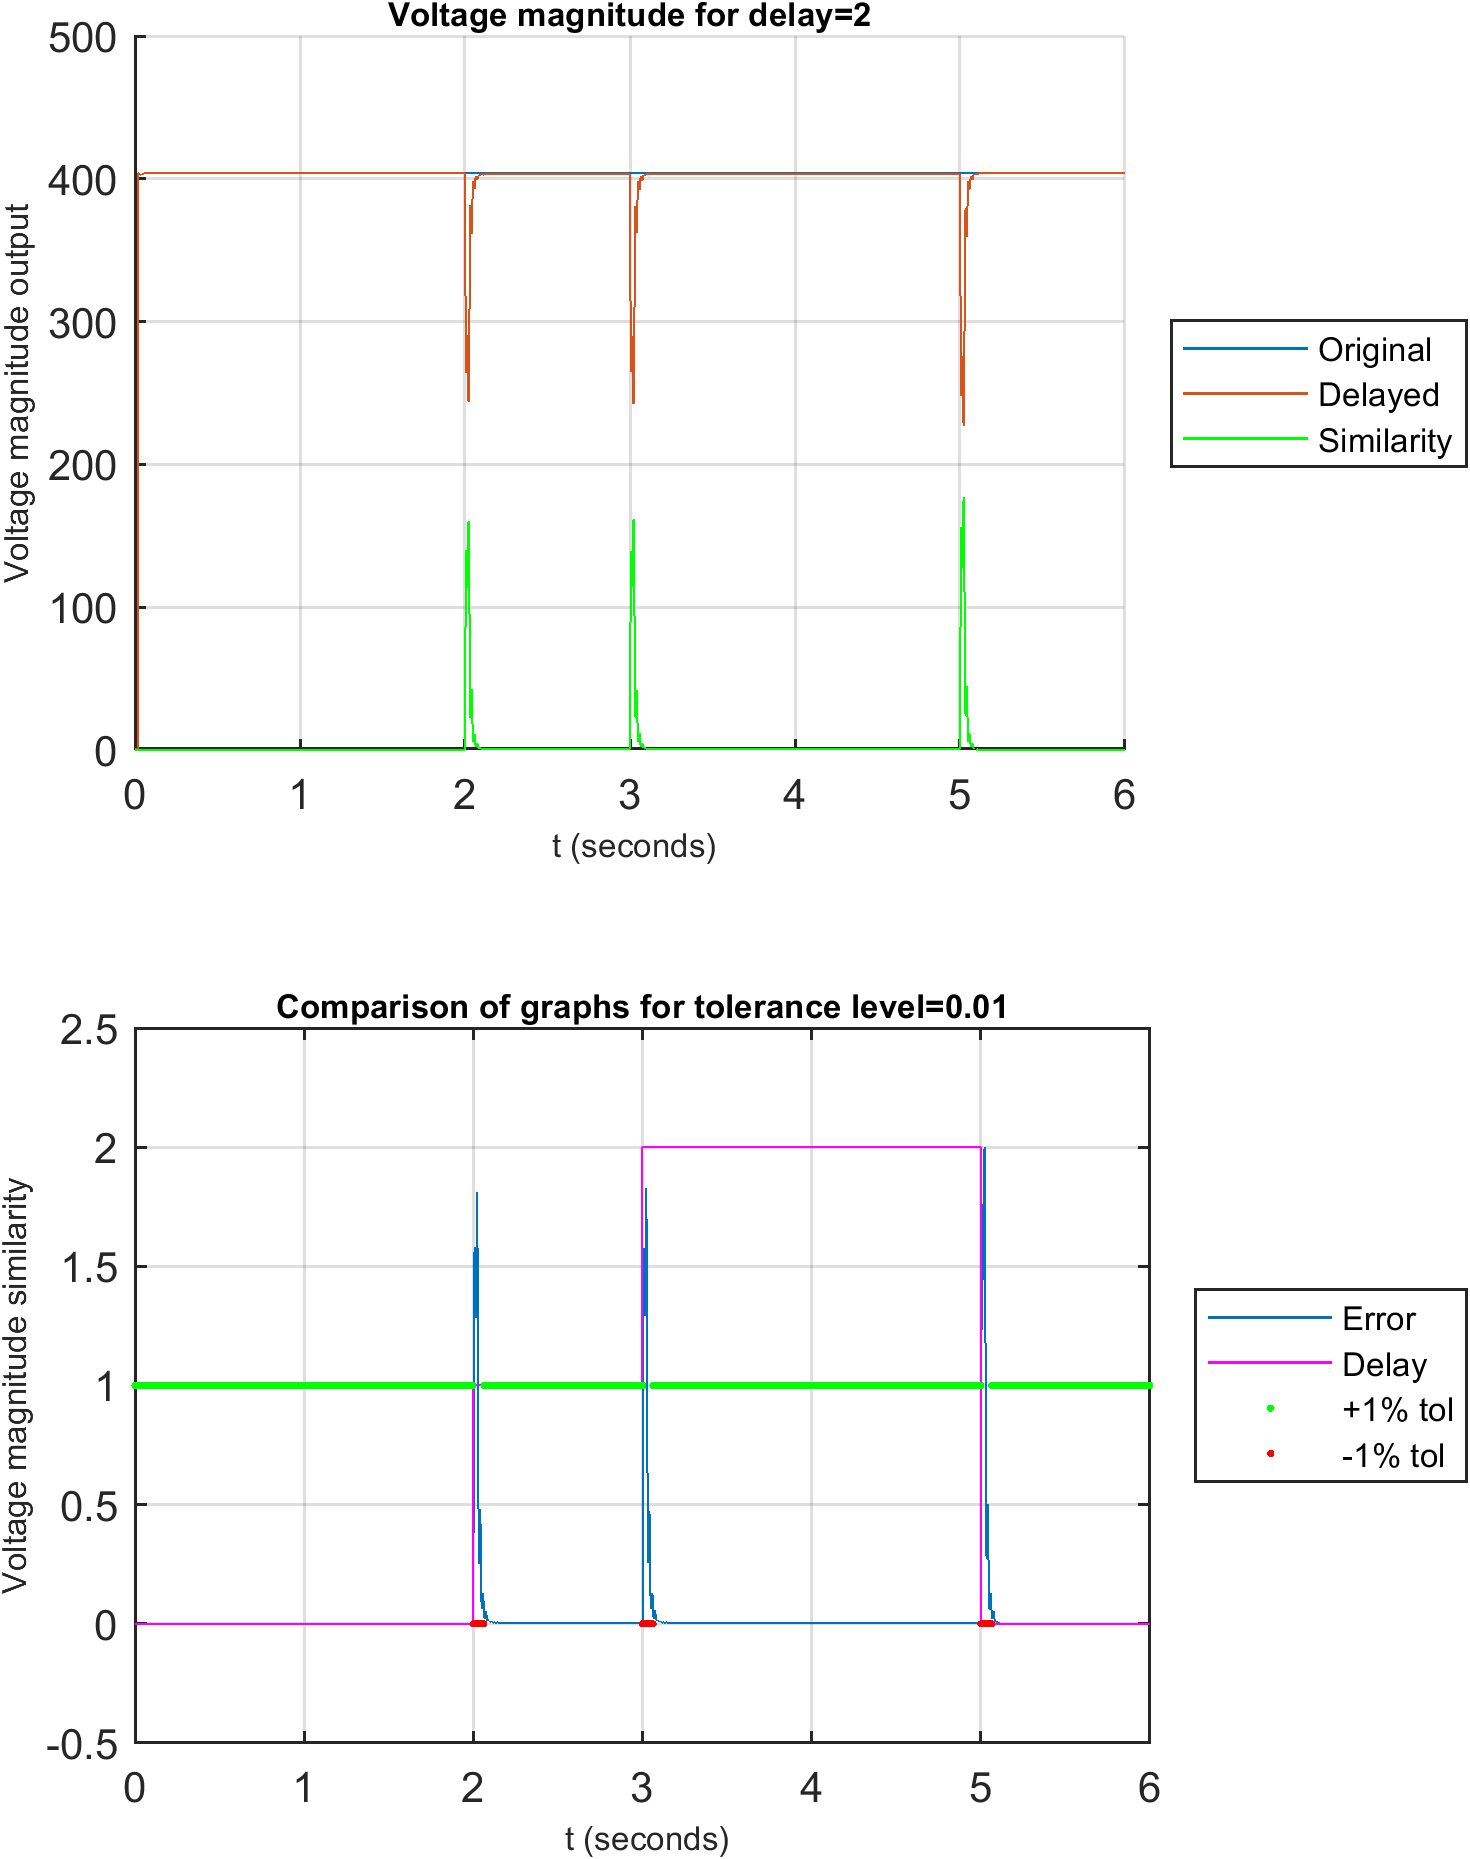 Voltage magnitude for delay=2
500
400
300
200
100
0
Voltage magnitude output
0 1 2 3 4 5 6
t (seconds)
Original
Delayed
Similarity
Comparison of graphs for tolerance level=0.01
2.5
2
1.5
1
0.5
0
-0.5
Voltage magnitude similarity
0 1 2 3 4 5 6
t (seconds)
Error
Delay
+1% tol
-1% tol